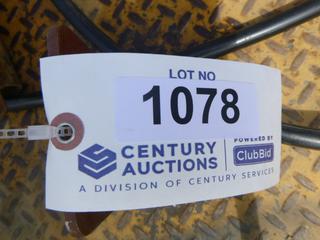 LOT NO
1078
CENTURY
AUCTIONS
POWERED BY
ClubBid
A DIVISION OF CENTURY SERVICES